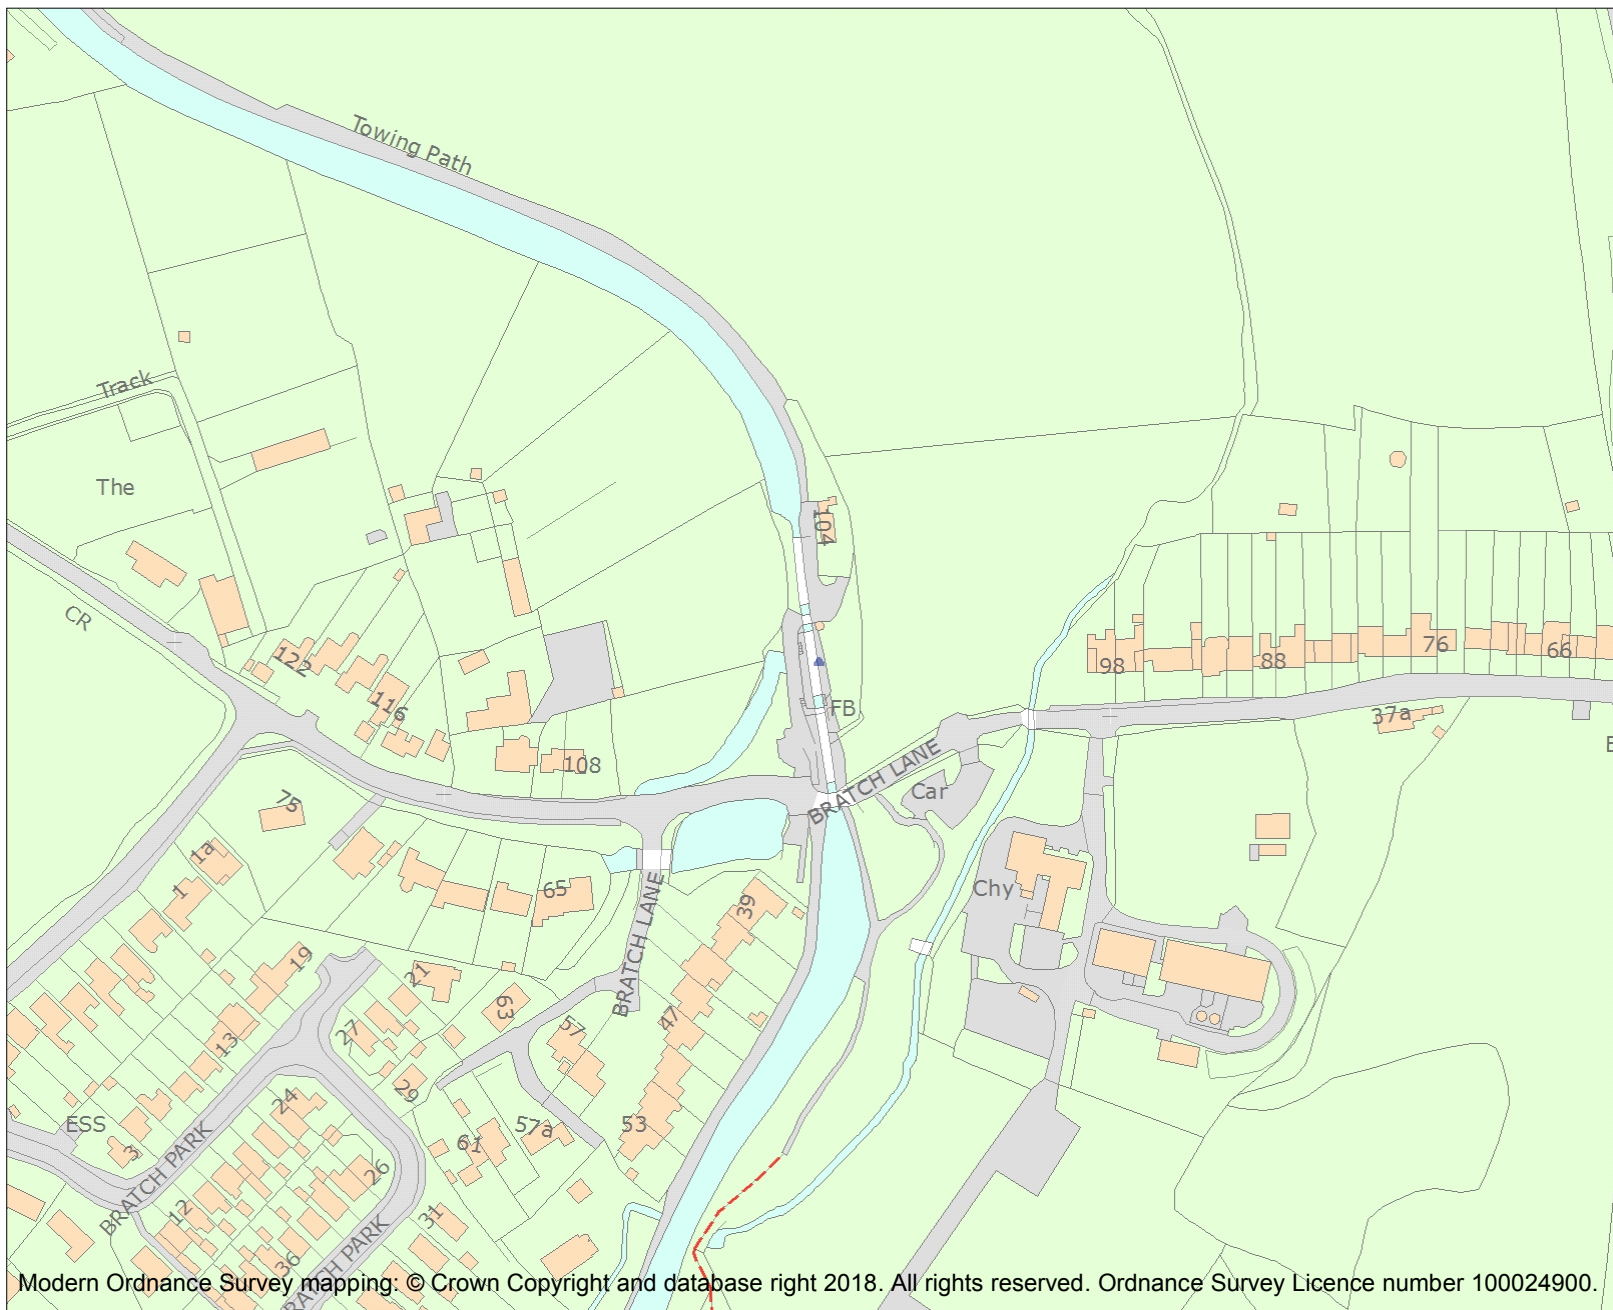 Towing Path
Track
The
104
CR
122
116
98
88
76
66
FB
37a
108
BRATCH LANE
Car
75
1a
1
65
39
Chy
BRATCH LANE
19
21
63
47
57
27
13
29
24
ESS
3
61
57a
53
BRATCH PARK
26
12
31
36
RATCH PARK
Modern Ordnance Survey mapping: © Crown Copyright and database right 2018. All rights reserved. Ordnance Survey Licence number 100024900.